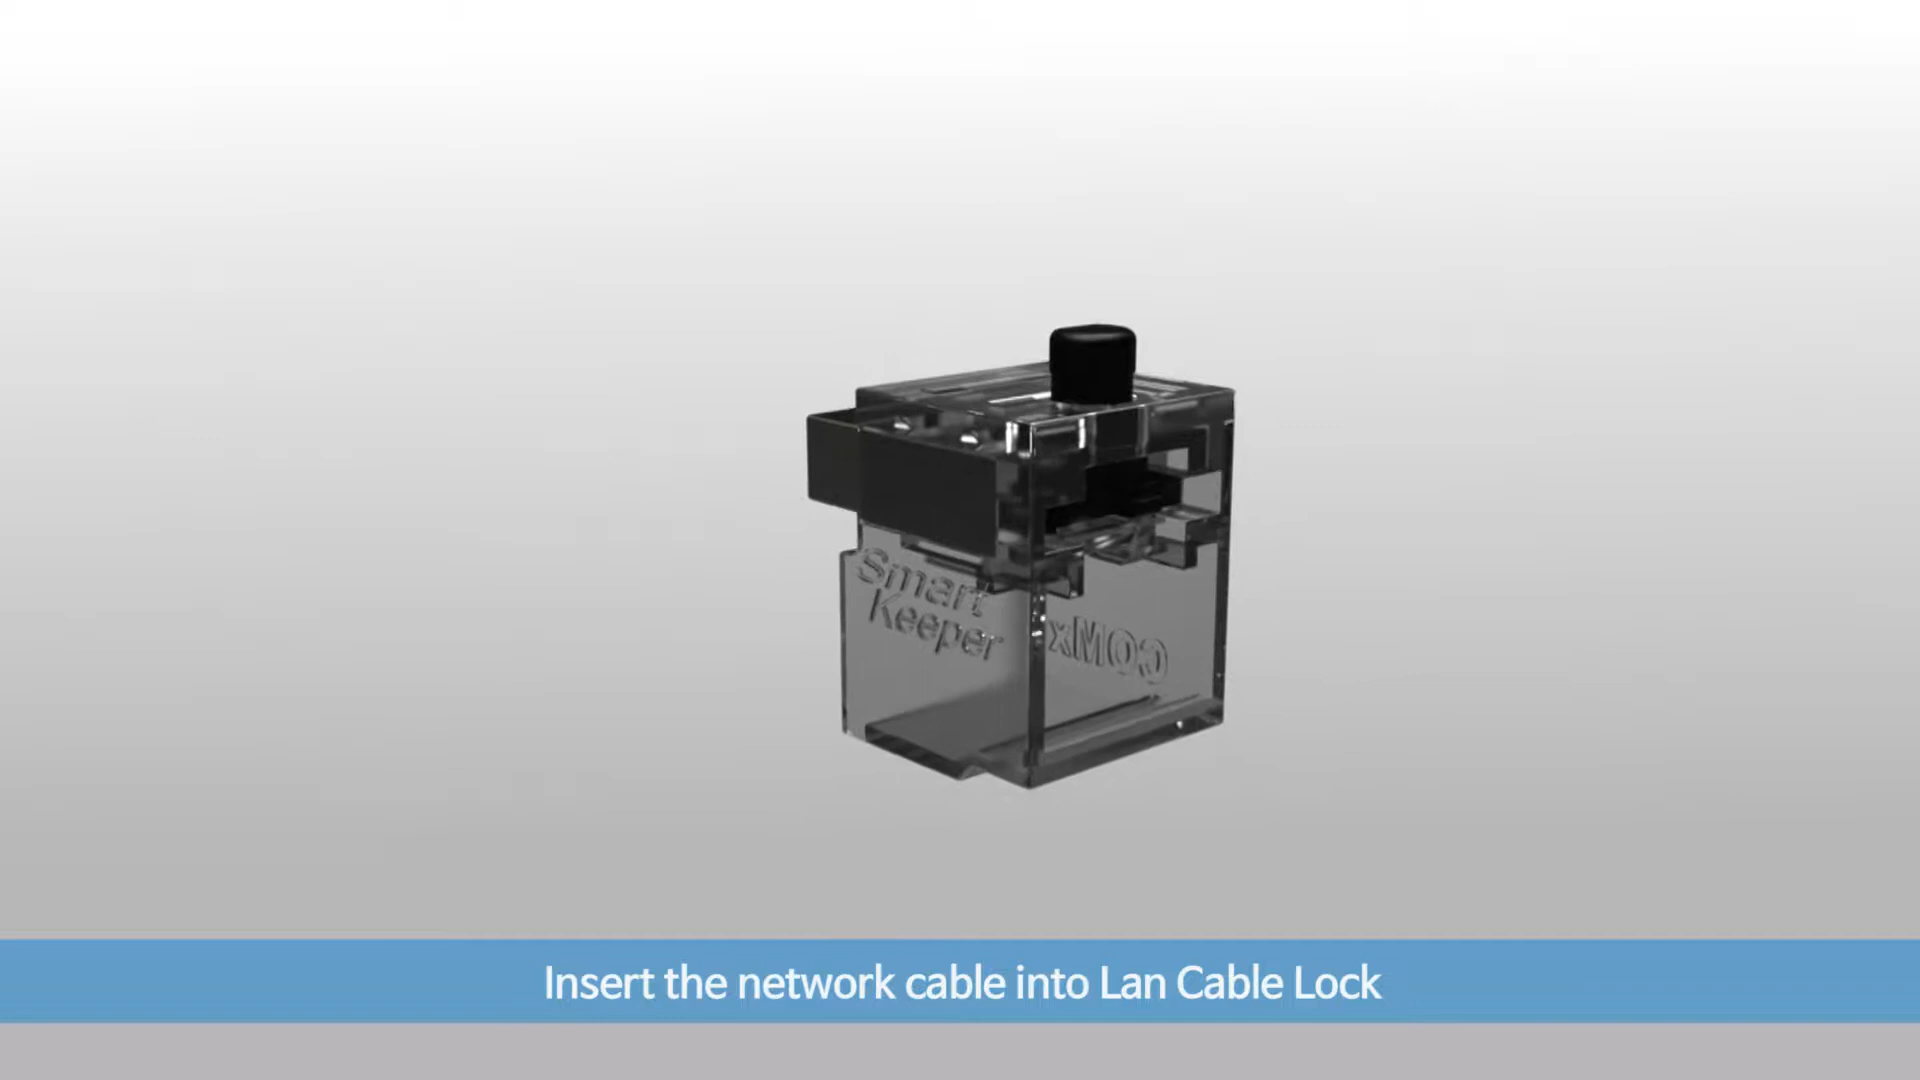 Smart
Keeper
COMX
Insert the network cable into Lan Cable Lock